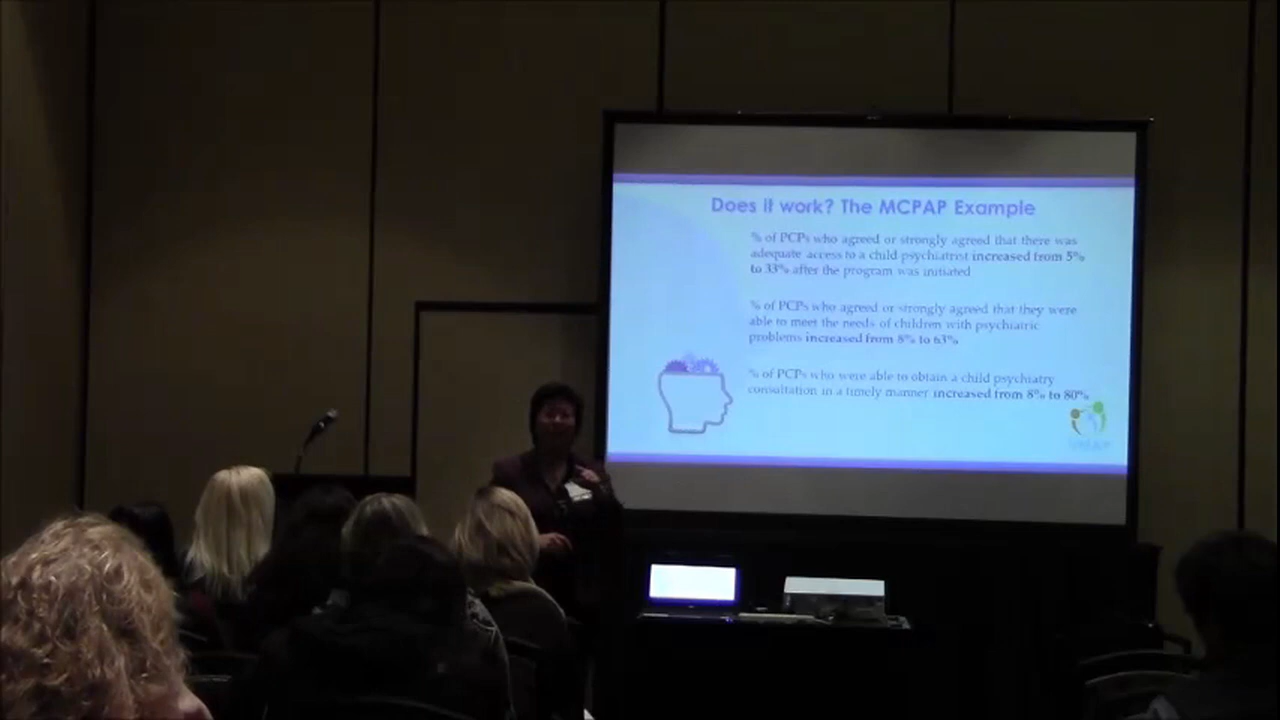 Does it work? The MCPAP Example
% of PCPs who agreed or strongly agreed that there was
adequate access to a child psychiatrist increased from 5%
to 33% after the program was initiated
% of PCPs who agreed or strongly agreed that they were
able to meet the needs of children with psychiatric
problems increased from 8% to 63%
% of PCPs who were able to obtain a child psychiatry
consultation in a timely manner increased from 8% to 80%